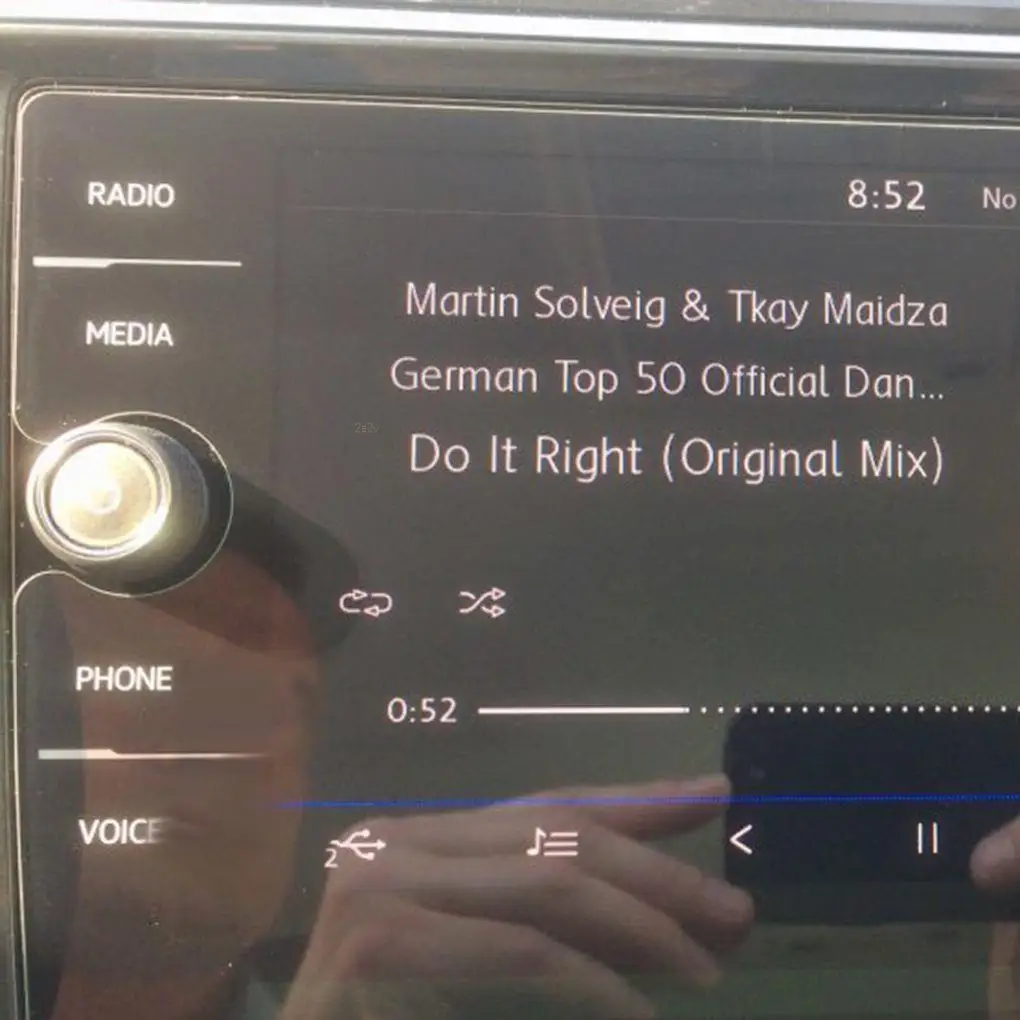 RADIO
8:52 No
Martin Solveig & Tkay Maidza
MEDIA
German Top 50 Official Dan...
Do It Right (Original Mix)
PHONE
0:52
VOICE
2